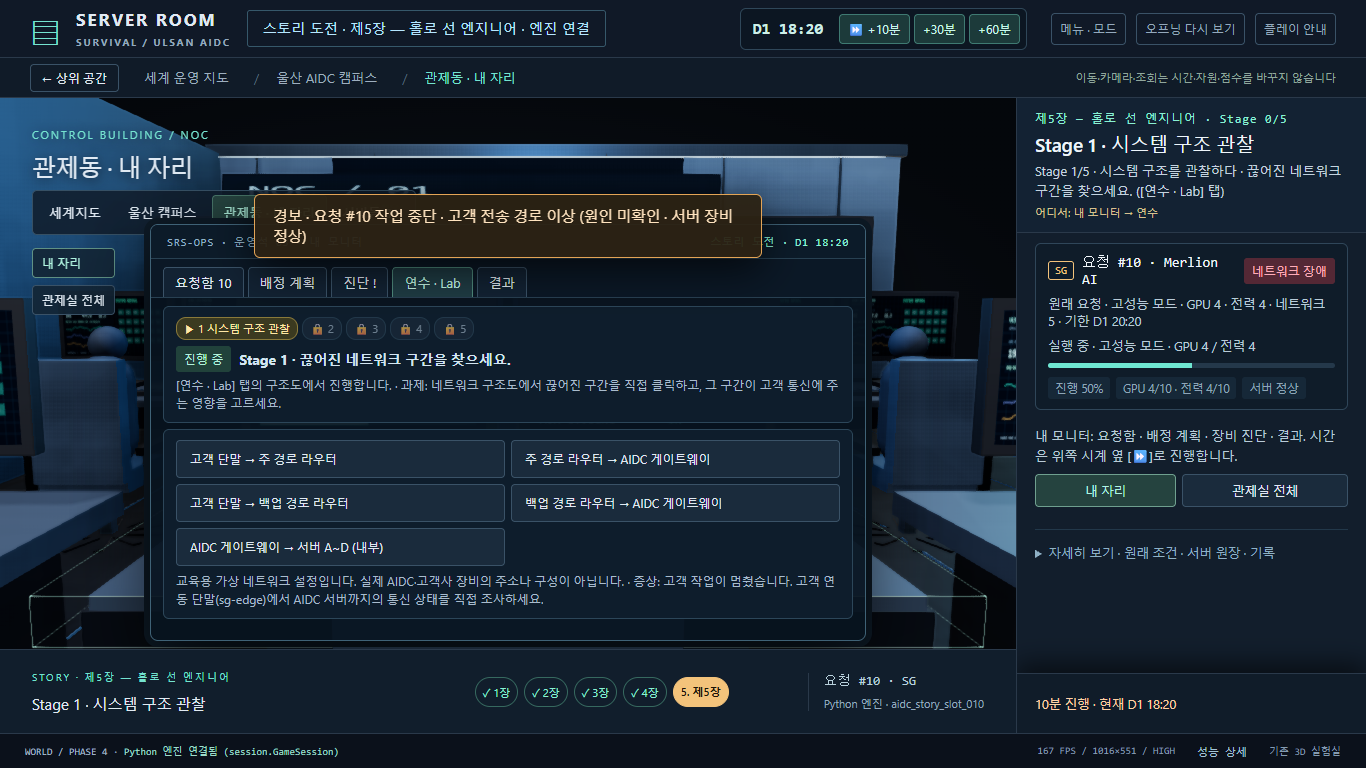 SERVER ROOM
SURVIVAL / ULSAN AIDC
스토리 도전 · 제5장 — 홀로 선 엔지니어 · 엔진 연결
D1 18:20
⏩ +10분
+30분
+60분
메뉴 · 모드
오프닝 다시 보기
플레이 안내
← 상위 공간
세계 운영 지도 / 울산 AIDC 캠퍼스 / 관제동 · 내 자리
이동·카메라·조회는 시간·자원·점수를 바꾸지 않습니다
CONTROL BUILDING / NOC
관제동 · 내 자리
세계지도
울산 캠퍼스
내 자리
관제실 전체
경보 · 요청 #10 작업 중단 · 고객 전송 경로 이상 (원인 미확인 · 서버 장비
정상)
SRS-OPS · 운영
· D1 18:20
요청함 10
배정 계획
진단 !
연수 · Lab
결과
▶ 1 시스템 구조 관찰
🔒 2
🔒 3
🔒 4
🔒 5
진행 중
Stage 1 · 끊어진 네트워크 구간을 찾으세요.
[연수 · Lab] 탭의 구조도에서 진행합니다. · 과제: 네트워크 구조도에서 끊어진 구간을 직접 클릭하고, 그 구간이 고객 통신에 주
는 영향을 고르세요.
고객 단말 → 주 경로 라우터
주 경로 라우터 → AIDC 게이트웨이
고객 단말 → 백업 경로 라우터
백업 경로 라우터 → AIDC 게이트웨이
AIDC 게이트웨이 → 서버 A~D (내부)
교육용 가상 네트워크 설정입니다. 실제 AIDC·고객사 장비의 주소나 구성이 아닙니다. · 증상: 고객 작업이 멈췄습니다. 고객 연
동 단말(sg-edge)에서 AIDC 서버까지의 통신 상태를 직접 조사하세요.
제5장 — 홀로 선 엔지니어 · Stage 0/5
Stage 1 · 시스템 구조 관찰
Stage 1/5 · 시스템 구조를 관찰하다 · 끊어진 네트워크
구간을 찾으세요. ([연수 · Lab] 탭)
어디서: 내 모니터 → 연수
SG
요청 #10 · Merlion
AI
네트워크 장애
원래 요청 · 고성능 모드 · GPU 4 · 전력 4 · 네트워크
5 · 기한 D1 20:20
실행 중 · 고성능 모드 · GPU 4 / 전력 4
진행 50%
GPU 4/10 · 전력 4/10
서버 정상
내 모니터: 요청함 · 배정 계획 · 장비 진단 · 결과. 시간
은 위쪽 시계 옆 [⏩]로 진행합니다.
내 자리
관제실 전체
▶ 자세히 보기 · 원래 조건 · 서버 원장 · 기록
STORY · 제5장 — 홀로 선 엔지니어
Stage 1 · 시스템 구조 관찰
✓ 1장
✓ 2장
✓ 3장
✓ 4장
5. 제5장
요청 #10 · SG
Python 엔진 · aidc_story_slot_010
10분 진행 · 현재 D1 18:20
WORLD / PHASE 4 · Python 엔진 연결됨 (session.GameSession)
167 FPS / 1016×551 / HIGH
성능 상세
기존 3D 실험실